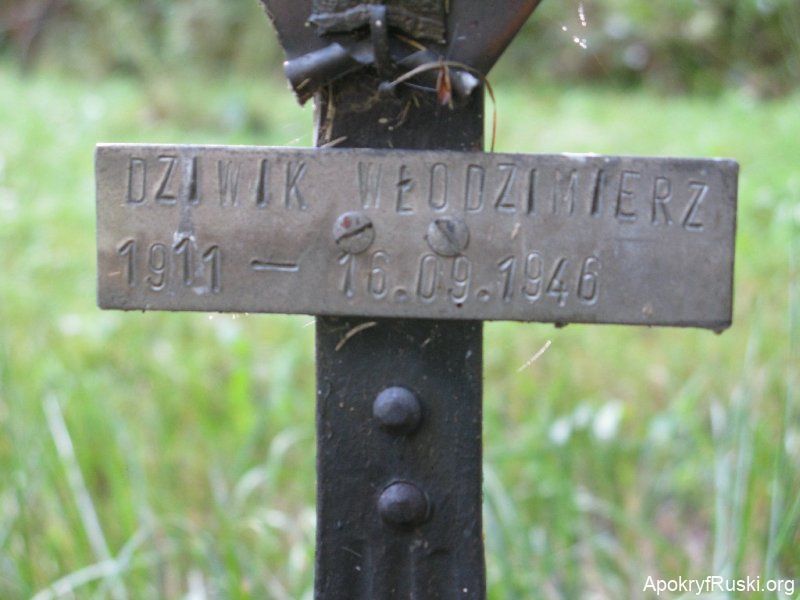 DZIWIK WŁODZIMIERZ
1911 — 16.09.1946
ApokryfRuski.org